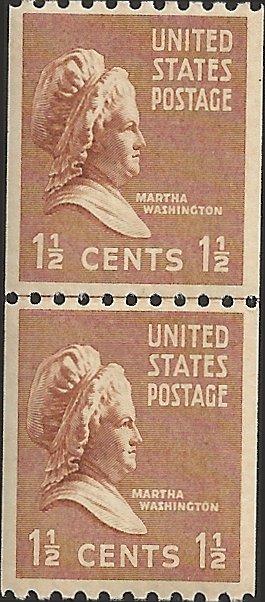 UNITED
STATES
POSTAGE
MARTHA
WASHINGTON
1½ CENTS 1½
UNITED
STATES
POSTAGE
MARTHA
WASHINGTON
1½ CENTS 1½